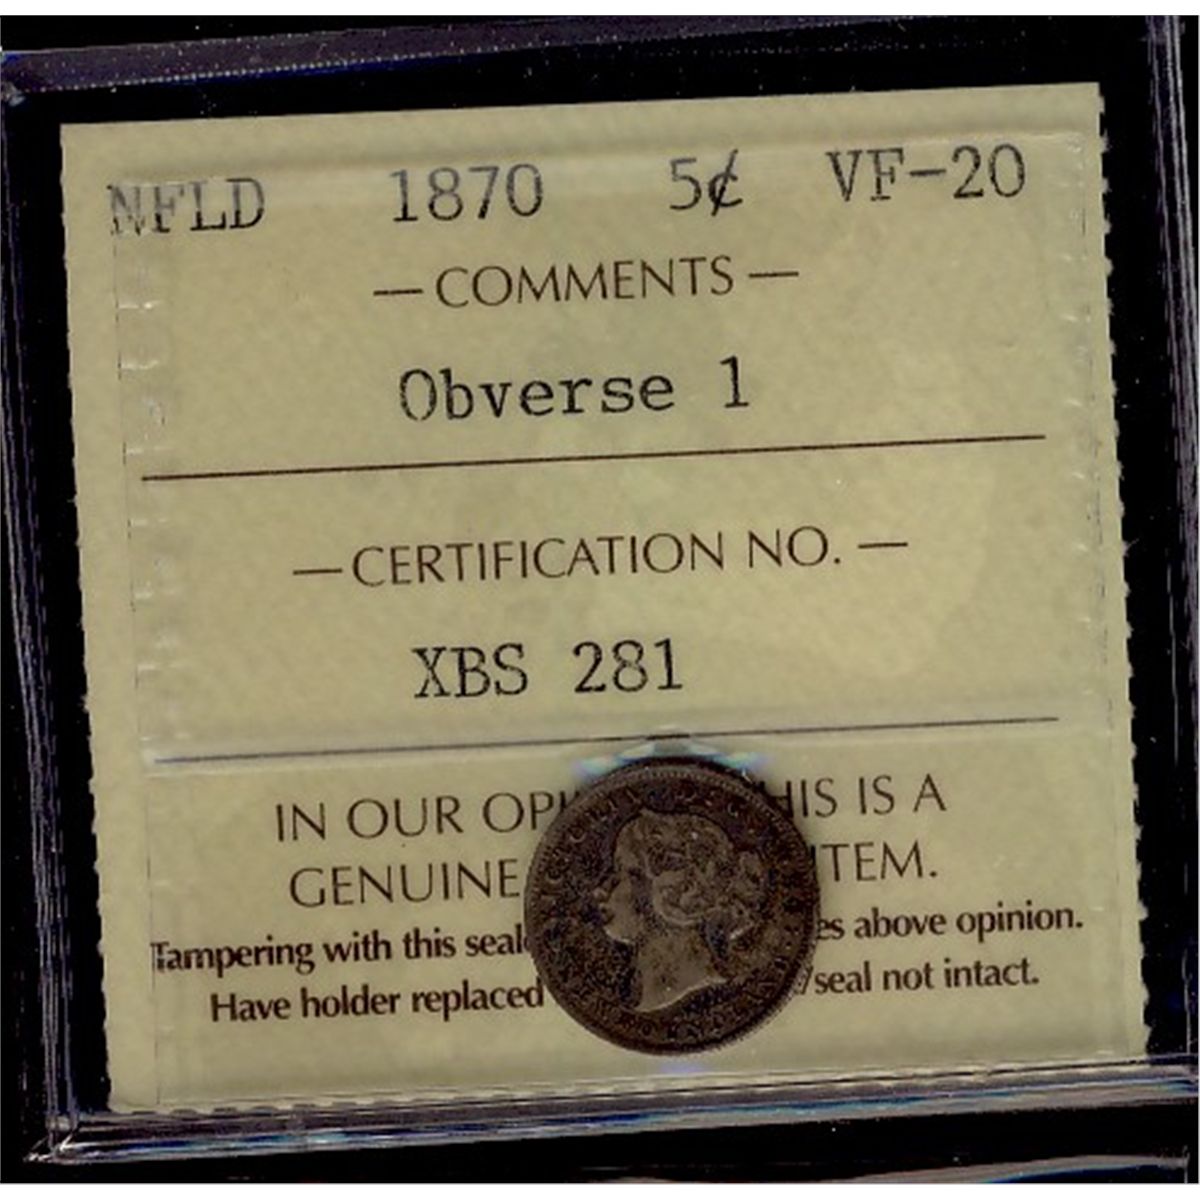 NFLD 1870 5¢ VF-20
— COMMENTS —
Obverse 1
— CERTIFICATION NO. —
XBS 281
IN OUR OPI HIS IS A
GENUINE ITEM.
Tampering with this seal es above opinion.
Have holder replaced /seal not intact.